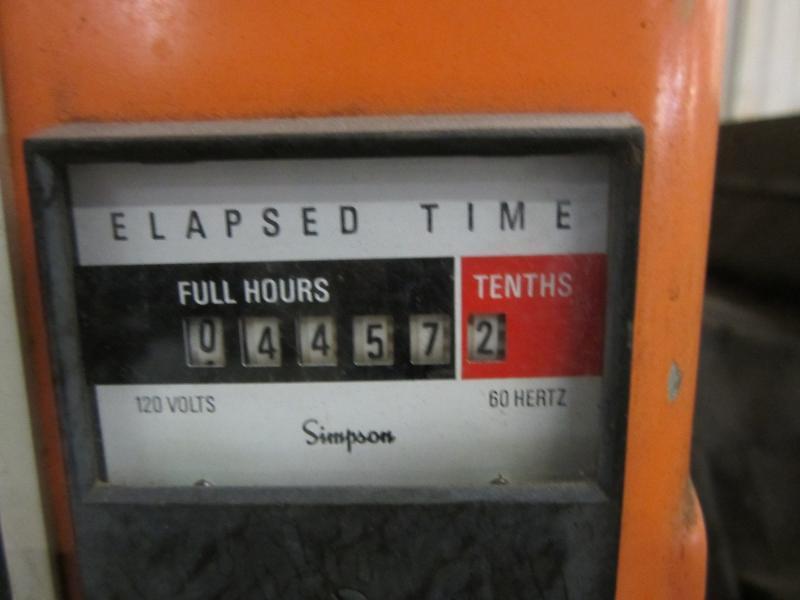 ELAPSED TIME
FULL HOURS TENTHS
0 4 4 5 7 2
120 VOLTS 60 HERTZ
Simpson